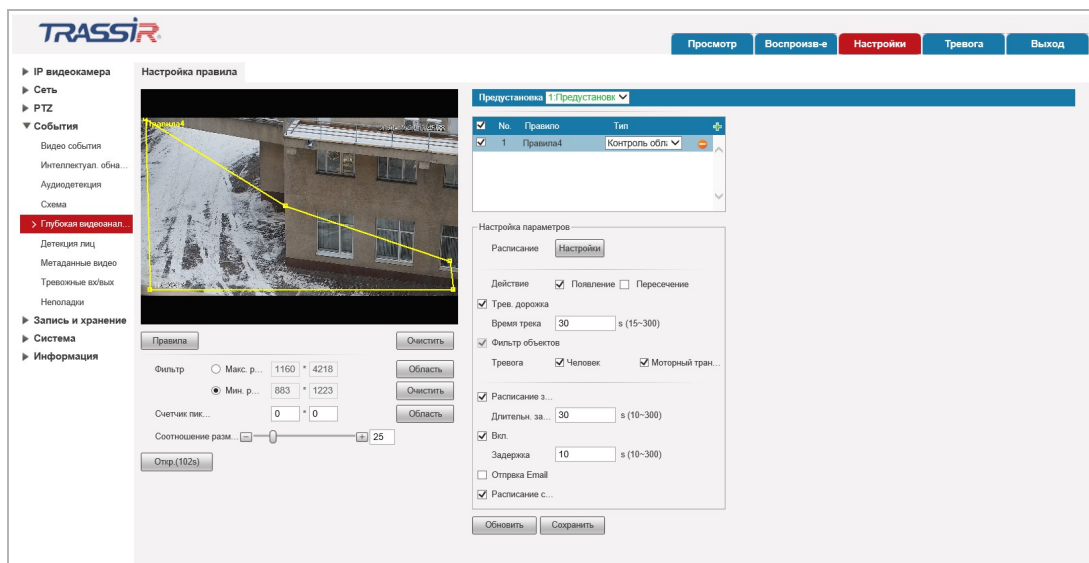 TRASSIR
Просмотр Воспроизв-е Настройки Тревога Выход
IP видеокамера
Сеть
PTZ
События
Видео события
Интеллектуал. обна...
Аудиодетекция
Схема
Глубокая видеоанал...
Детекция лиц
Метаданные видео
Тревожные вх/вых
Неполадки
Запись и хранение
Система
Информация
Настройка правила
Правила4
Правила Очистить
Фильтр Макс. р... 1160 * 4218 Область
Мин. р... 883 * 1223 Очистить
Счетчик пик... 0 * 0 Область
Соотношение разм... 25
Откр.(102s)
Предустановка 1:Предустановк
No. Правило Тип
1 Правила4 Контроль обла
Настройка параметров
Расписание Настройки
Действие Появление Пересечение
Трев. дорожка
Время трека 30 s (15~300)
Фильтр объектов
Тревога Человек Моторный тран...
Расписание з...
Длительн. за... 30 s (10~300)
Вкл.
Задержка 10 s (10~300)
Отпрвка Email
Расписание с...
Обновить Сохранить